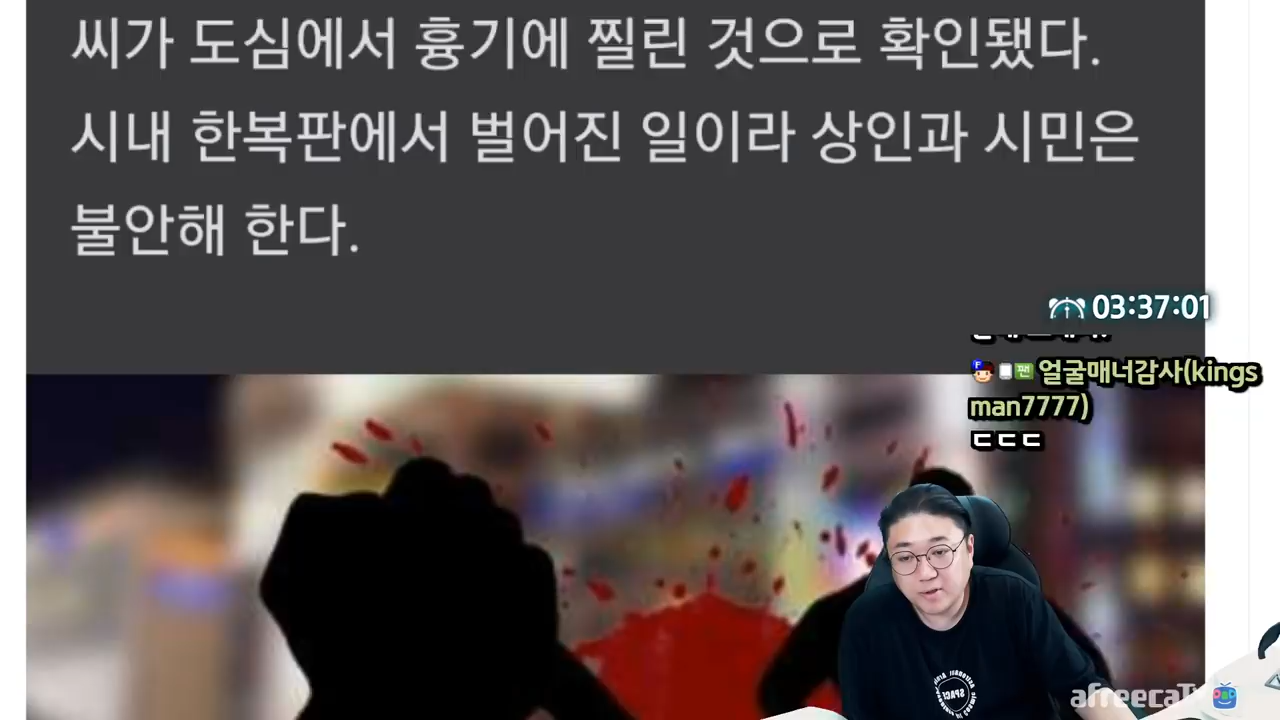 씨가 도심에서 흉기에 찔린 것으로 확인됐다.
시내 한복판에서 벌어진 일이라 상인과 시민은
불안해 한다.
03:37:01
팬 얼굴매너감사(kings
man7777)
ㄷㄷㄷ
SPACE
afreecaTV